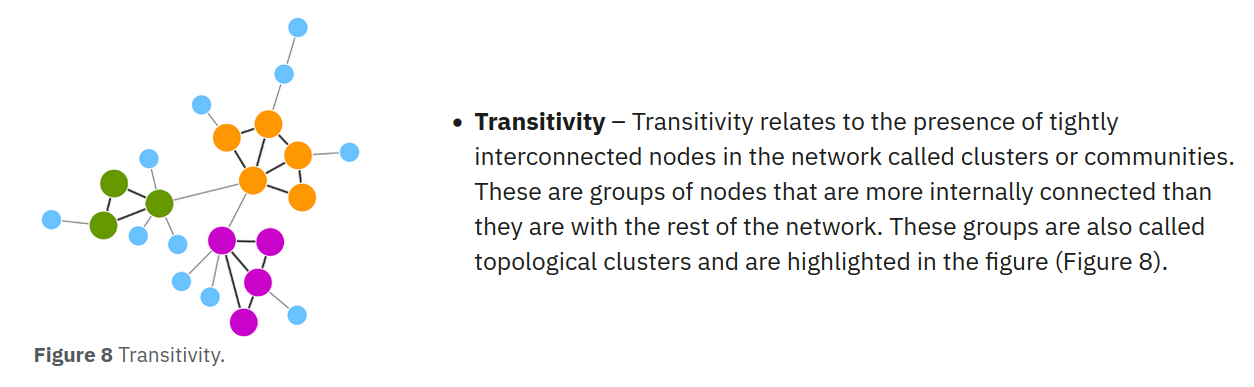 • Transitivity – Transitivity relates to the presence of tightly
interconnected nodes in the network called clusters or communities.
These are groups of nodes that are more internally connected than
they are with the rest of the network. These groups are also called
topological clusters and are highlighted in the figure (Figure 8).
Figure 8 Transitivity.